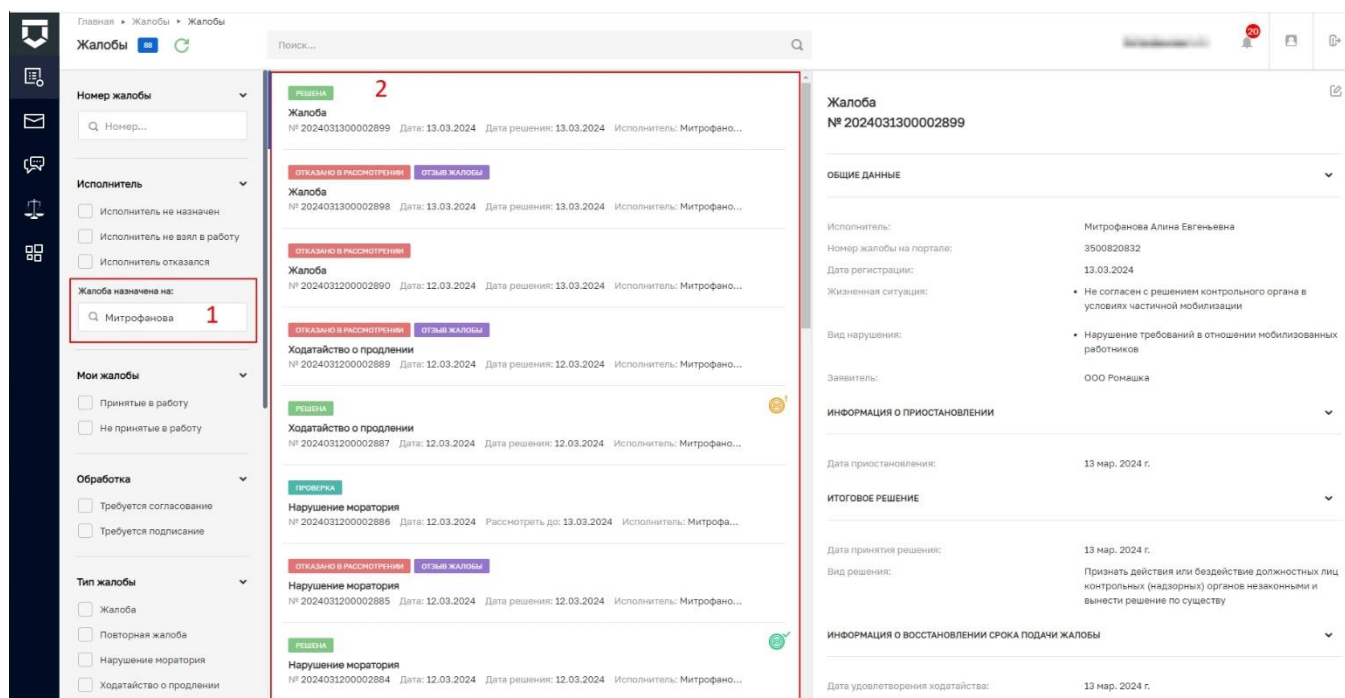 Главная ▸ Жалобы ▸ Жалобы
Жалобы 88
Поиск...
20
Номер жалобы
Номер...
Исполнитель
Исполнитель не назначен
Исполнитель не взял в работу
Исполнитель отказался
Жалоба назначена на:
Митрофанова 1
Мои жалобы
Принятые в работу
Не принятые в работу
Обработка
Требуется согласование
Требуется подписание
Тип жалобы
Жалоба
Повторная жалоба
Нарушение моратория
Ходатайство о продлении
РЕШЕНА 2
Жалоба
№ 2024031300002899 Дата: 13.03.2024 Дата решения: 13.03.2024 Исполнитель: Митрофано...
ОТКАЗАНО В РАССМОТРЕНИИ ОТЗЫВ ЖАЛОБЫ
Жалоба
№ 2024031300002898 Дата: 13.03.2024 Дата решения: 13.03.2024 Исполнитель: Митрофано...
ОТКАЗАНО В РАССМОТРЕНИИ
Жалоба
№ 2024031200002890 Дата: 12.03.2024 Дата решения: 12.03.2024 Исполнитель: Митрофано...
ОТКАЗАНО В РАССМОТРЕНИИ ОТЗЫВ ЖАЛОБЫ
Ходатайство о продлении
№ 2024031200002889 Дата: 12.03.2024 Дата решения: 12.03.2024 Исполнитель: Митрофано...
РЕШЕНА
Ходатайство о продлении
№ 2024031200002887 Дата: 12.03.2024 Дата решения: 12.03.2024 Исполнитель: Митрофано...
ПРОВЕРКА
Нарушение моратория
№ 2024031200002886 Дата: 12.03.2024 Рассмотреть до: 13.03.2024 Исполнитель: Митрофа...
ОТКАЗАНО В РАССМОТРЕНИИ ОТЗЫВ ЖАЛОБЫ
Нарушение моратория
№ 2024031200002885 Дата: 12.03.2024 Дата решения: 12.03.2024 Исполнитель: Митрофано...
РЕШЕНА
Нарушение моратория
№ 2024031200002884 Дата: 12.03.2024 Дата решения: 12.03.2024 Исполнитель: Митрофано...
Жалоба
№ 2024031300002899
ОБЩИЕ ДАННЫЕ
Исполнитель: Митрофанова Алина Евгеньевна
Номер жалобы на портале: 3500820832
Дата регистрации: 13.03.2024
Жизненная ситуация: • Не согласен с решением контрольного органа в
условиях частичной мобилизации
Вид нарушения: • Нарушение требований в отношении мобилизованных
работников
Заявитель: ООО Ромашка
ИНФОРМАЦИЯ О ПРИОСТАНОВЛЕНИИ
Дата приостановления: 13 мар. 2024 г.
ИТОГОВОЕ РЕШЕНИЕ
Дата принятия решения: 13 мар. 2024 г.
Вид решения: Признать действия или бездействие должностных лиц
контрольных (надзорных) органов незаконными и
вынести решение по существу
ИНФОРМАЦИЯ О ВОССТАНОВЛЕНИИ СРОКА ПОДАЧИ ЖАЛОБЫ
Дата удовлетворения ходатайства: 13 мар. 2024 г.